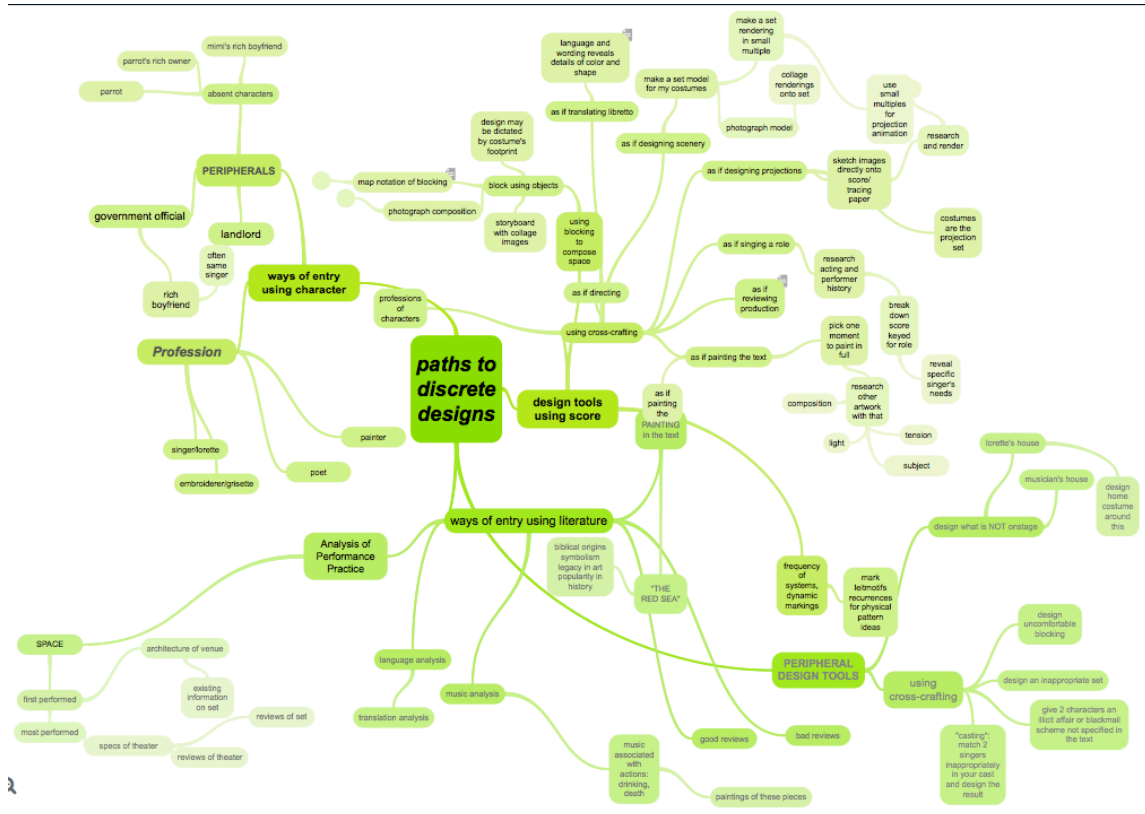 mimi's rich boyfriend
parrot's rich owner
parrot
absent characters
PERIPHERALS
government official
landlord
often
same
singer
rich
boyfriend
ways of entry
using character
professions
of
characters
Profession
painter
singer/lorette
poet
embroiderer/grisette
paths to
discrete
designs
language and
wording reveals
details of color and
shape
as if translating libretto
design may
be dictated
by costume's
footprint
map notation of blocking
block using objects
photograph composition
storyboard
with collage
images
using
blocking
to
compose
space
as if directing
using cross-crafting
design tools
using score
make a set
rendering
in small
multiple
make a set model
for my costumes
collage
renderings
onto set
photograph model
use
small
multiples
for
projection
animation
research
and render
as if designing scenery
as if designing projections
sketch images
directly onto
score/
tracing
paper
costumes
are the
projection
set
as if singing a role
research
acting and
performer
history
as if
reviewing
production
break
down
score
keyed
for role
reveal
specific
singer's
needs
as if painting the text
pick one
moment
to paint in
full
research
other
artwork
with that
composition
light
tension
subject
as if
painting
the
PAINTING
in the text
ways of entry using literature
Analysis of
Performance
Practice
biblical origins
symbolism
legacy in art
popularity in
history
"THE
RED SEA"
frequency
of
systems,
dynamic
markings
mark
leitmotifs
recurrences
for physical
pattern
ideas
lorette's house
musician's house
design
home
costume
around
this
design what is NOT onstage
PERIPHERAL
DESIGN TOOLS
using
cross-crafting
design
uncomfortable
blocking
design an inappropriate set
give 2 characters an
illicit affair or blackmail
scheme not specified in
the text
"casting":
match 2
singers
inappropriately
in your cast
and design the
result
SPACE
architecture of venue
first performed
existing
information
on set
most performed
specs of theater
reviews of set
reviews of theater
language analysis
translation analysis
music analysis
music
associated
with
actions:
drinking,
death
paintings of these pieces
good reviews
bad reviews